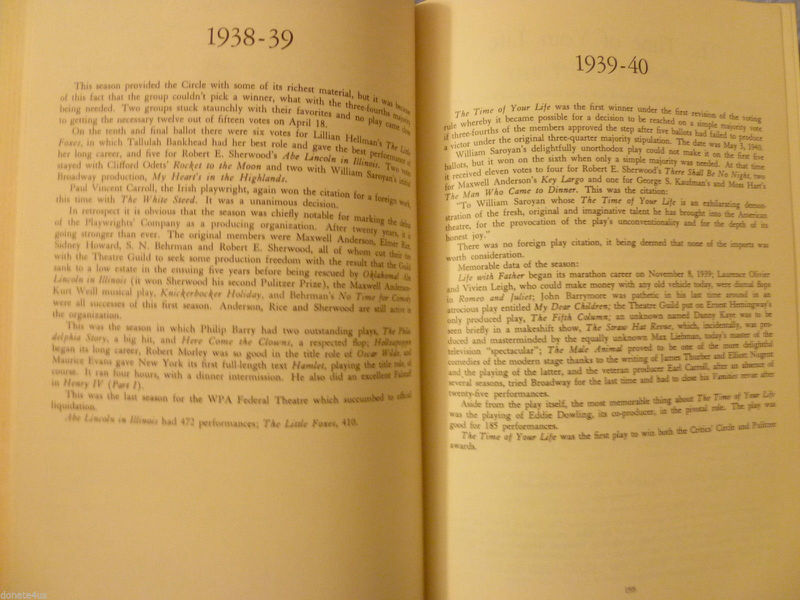 1938-39
This season provided the Circle with some of its richest material, but it was because
of this fact that the group couldn't pick a winner, what with the three-fourths majority
being needed. Two groups stuck staunchly with their favorites and no play came close
to getting the necessary twelve out of fifteen votes on April 18.
On the tenth and final ballot there were six votes for Lillian Hellman's The Little
Foxes, in which Tallulah Bankhead had her best role and gave the best performance of
her long career, and five for Robert E. Sherwood's Abe Lincoln in Illinois. Two votes
stayed with Clifford Odets' Rocket to the Moon and two with William Saroyan's initial
Broadway production, My Heart's in the Highlands.
Paul Vincent Carroll, the Irish playwright, again won the citation for a foreign work,
this time with The White Steed. It was a unanimous decision.
In retrospect it is obvious that the season was chiefly notable for marking the debut
of the Playwrights' Company as a producing organization. After twenty years, it is
going stronger than ever. The original members were Maxwell Anderson, Elmer Rice,
Sidney Howard, S. N. Behrman and Robert E. Sherwood, all of whom cut their ties
with the Theatre Guild to seek some production freedom with the result that the Guild
sank to a low estate in the ensuing five years before being rescued by Oklahoma! Abe
Lincoln in Illinois (it won Sherwood his second Pulitzer Prize), the Maxwell Anderson-
Kurt Weill musical play, Knickerbocker Holiday, and Behrman's No Time for Comedy
were all successes of this first season. Anderson, Rice and Sherwood are still active in
the organization.
This was the season in which Philip Barry had two outstanding plays, The Phila-
delphia Story, a big hit, and Here Come the Clowns, a respected flop; Hellzapoppin
began its long career, Robert Morley was so good in the title role of Oscar Wilde, and
Maurice Evans gave New York its first full-length text Hamlet, playing the title role, of
course. It ran four hours, with a dinner intermission. He also did an excellent Falstaff
in Henry IV (Part I).
This was the last season for the WPA Federal Theatre which succumbed to official
liquidation.
Abe Lincoln in Illinois had 472 performances; The Little Foxes, 410.
1939-40
The Time of Your Life was the first winner under the first revision of the voting
rule whereby it became possible for a decision to be reached on a simple majority vote
if three-fourths of the members approved the step after five ballots had failed to produce
a victor under the original three-quarter majority stipulation. The date was May 3, 1940.
William Saroyan's delightfully unorthodox play could not make it on the first five
ballots, but it won on the sixth when only a simple majority was needed. At that time
it received eleven votes to four for Robert E. Sherwood's There Shall Be No Night, two
for Maxwell Anderson's Key Largo and one for George S. Kaufman's and Moss Hart's
The Man Who Came to Dinner. This was the citation:
"To William Saroyan whose The Time of Your Life is an exhilarating demon-
stration of the fresh, original and imaginative talent he has brought into the American
theatre, for the provocation of the play's unconventionality and for the depth of its
honest joy."
There was no foreign play citation, it being deemed that none of the imports was
worth consideration.
Memorable data of the season:
Life with Father began its marathon career on November 8, 1939; Laurence Olivier
and Vivien Leigh, who could make money with any old vehicle today, were dismal flops
in Romeo and Juliet; John Barrymore was pathetic in his last time around in an
atrocious play entitled My Dear Children; the Theatre Guild put on Ernest Hemingway's
only produced play, The Fifth Column; an unknown named Danny Kaye was to be
seen briefly in a makeshift show, The Straw Hat Revue, which, incidentally, was pro-
duced and masterminded by the equally unknown Max Liebman, today's master of the
television "spectacular"; The Male Animal proved to be one of the more delightful
comedies of the modern stage thanks to the writing of James Thurber and Elliott Nugent
and the playing of the latter, and the veteran producer Earl Carroll, after an absence of
several seasons, tried Broadway for the last time and had to close his Vanities revue after
twenty-five performances.
Aside from the play itself, the most memorable thing about The Time of Your Life
was the playing of Eddie Dowling, its co-producer, in the pivotal role. The play was
good for 185 performances.
The Time of Your Life was the first play to win both the Critics' Circle and Pulitzer
awards.
donate4ux